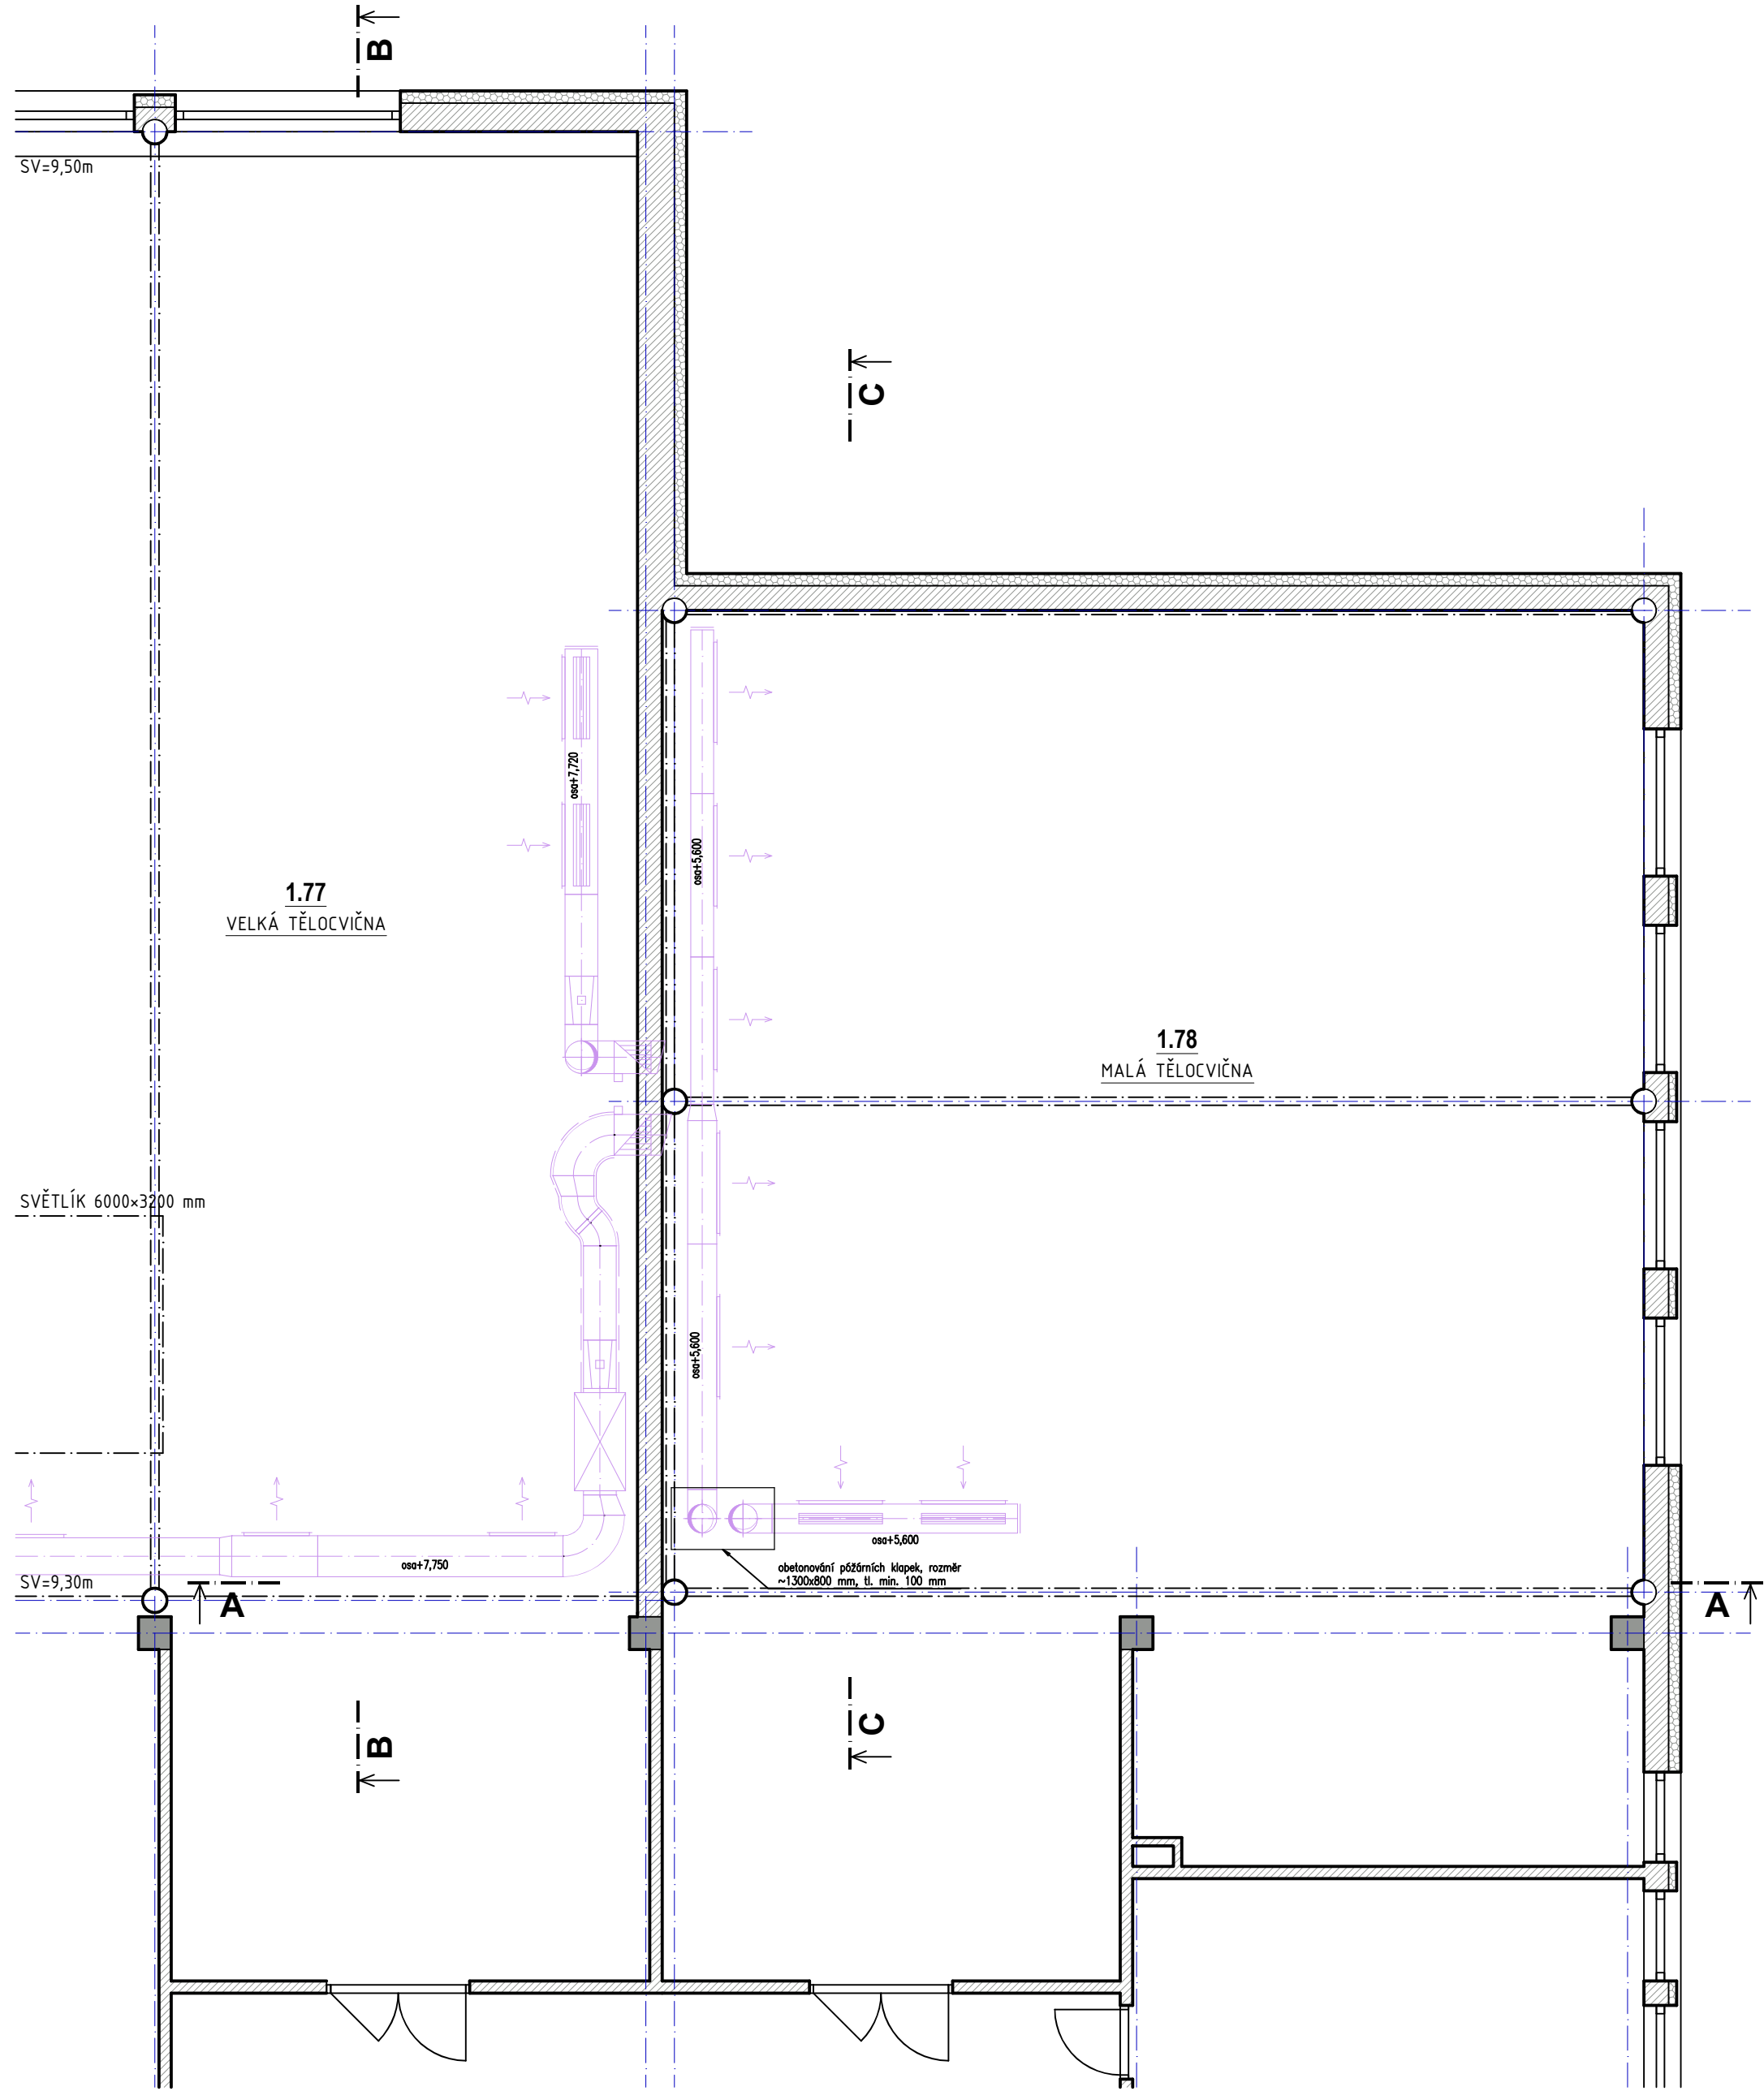 B
SV=9,50m
C
osa+7,720
osa+5,600
1.77
VELKÁ TĚLOCVIČNA
1.78
MALÁ TĚLOCVIČNA
SVĚTLÍK 6000×3200 mm
osa+5,600
osa+5,600
osa+7,750
obetonování póžárních klapek, rozměr
~1300x800 mm, tl. min. 100 mm
SV=9,30m
A
A
B
C